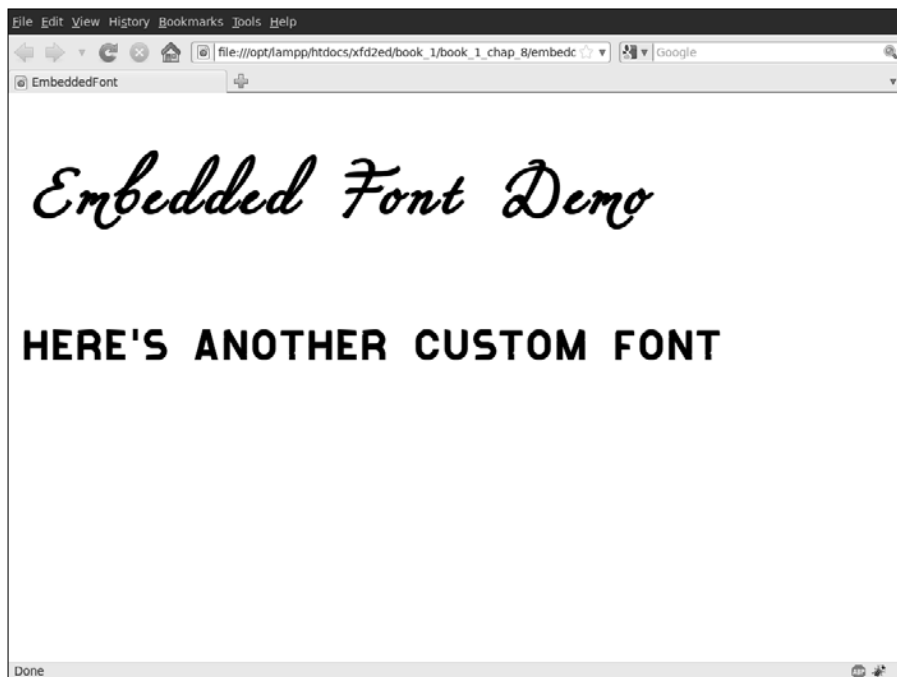 File Edit View History Bookmarks Tools Help
file:///opt/lampp/htdocs/xfd2ed/book_1/book_1_chap_8/embedc Google
EmbeddedFont
Embedded Font Demo
HERE'S ANOTHER CUSTOM FONT
Done ABP